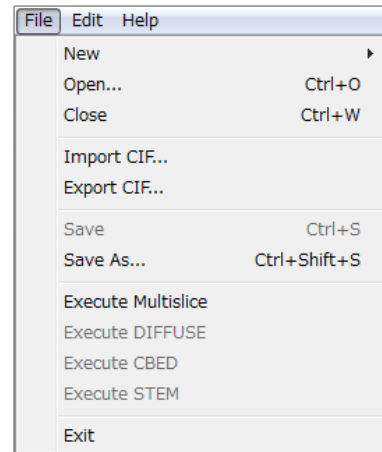 File Edit Help
New
Open... Ctrl+O
Close Ctrl+W
Import CIF...
Export CIF...
Save Ctrl+S
Save As... Ctrl+Shift+S
Execute Multislice
Execute DIFFUSE
Execute CBED
Execute STEM
Exit